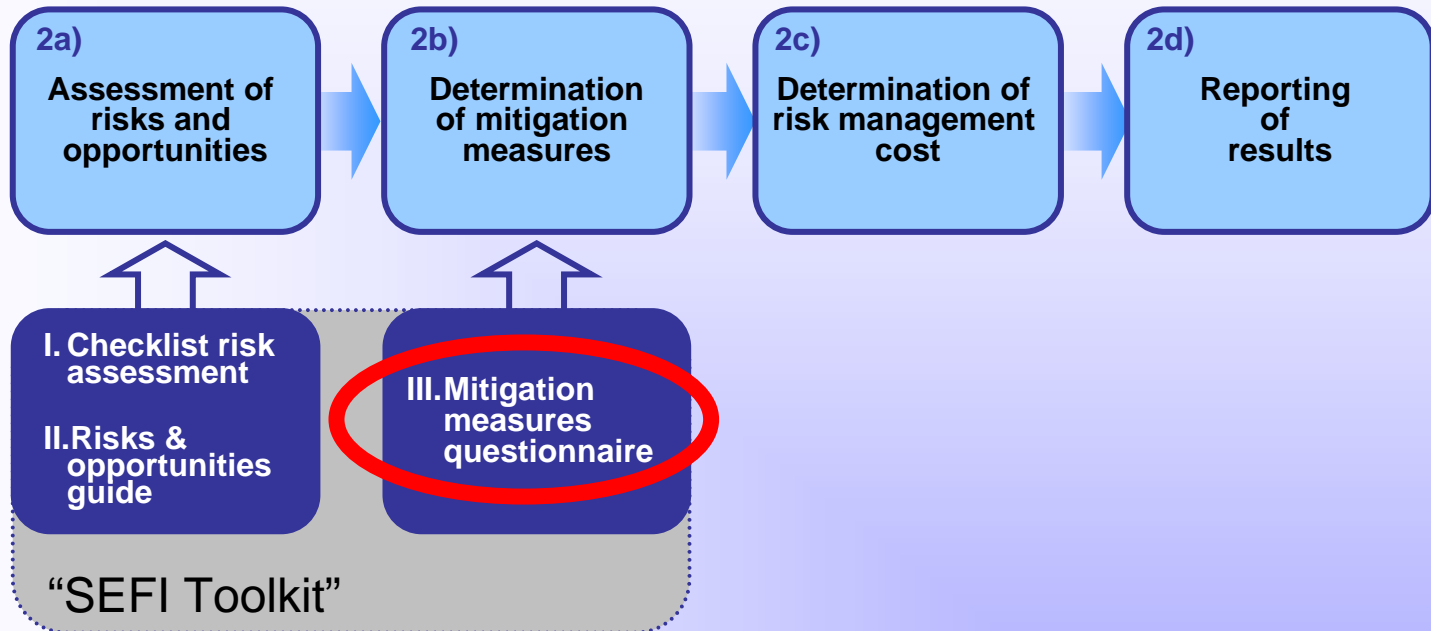 2a)
Assessment of
risks and
opportunities
2b)
Determination
of mitigation
measures
2c)
Determination of
risk management
cost
2d)
Reporting
of
results
I. Checklist risk
assessment
II.Risks &
opportunities
guide
III.Mitigation
measures
questionnaire
“SEFI Toolkit”